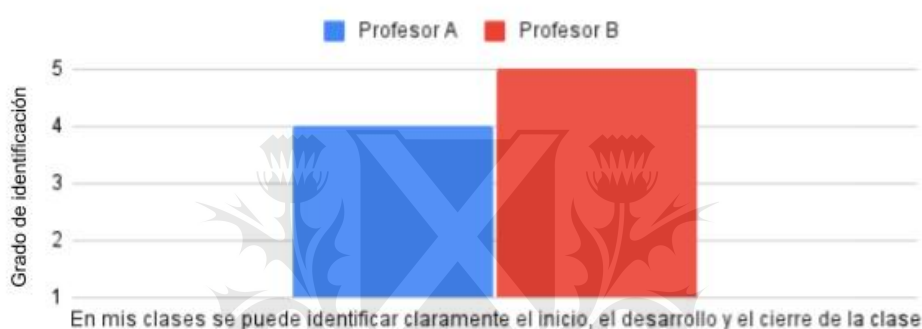 Profesor A Profesor B
Grado de identificación
5
4
3
2
1
En mis clases se puede identificar claramente el inicio, el desarrollo y el cierre de la clase